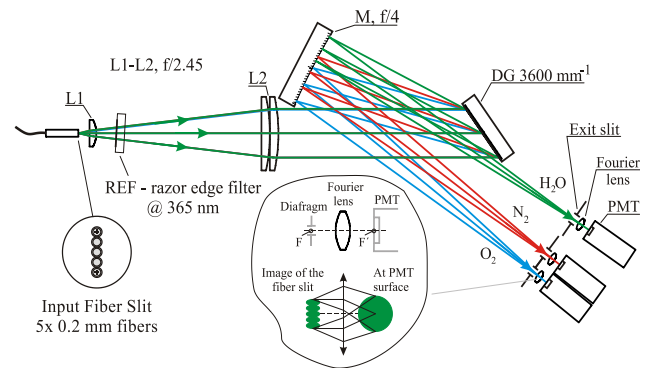 M, f/4
L1-L2, f/2.45
L2
DG 3600 mm⁻¹
L1
Exit slit
Fourier
lens
REF - razor edge filter
@ 365 nm
H₂O
PMT
N₂
O₂
Fourier
lens
Diafragm
PMT
F
F´
Image of the
fiber slit
At PMT
surface
Input Fiber Slit
5x 0.2 mm fibers